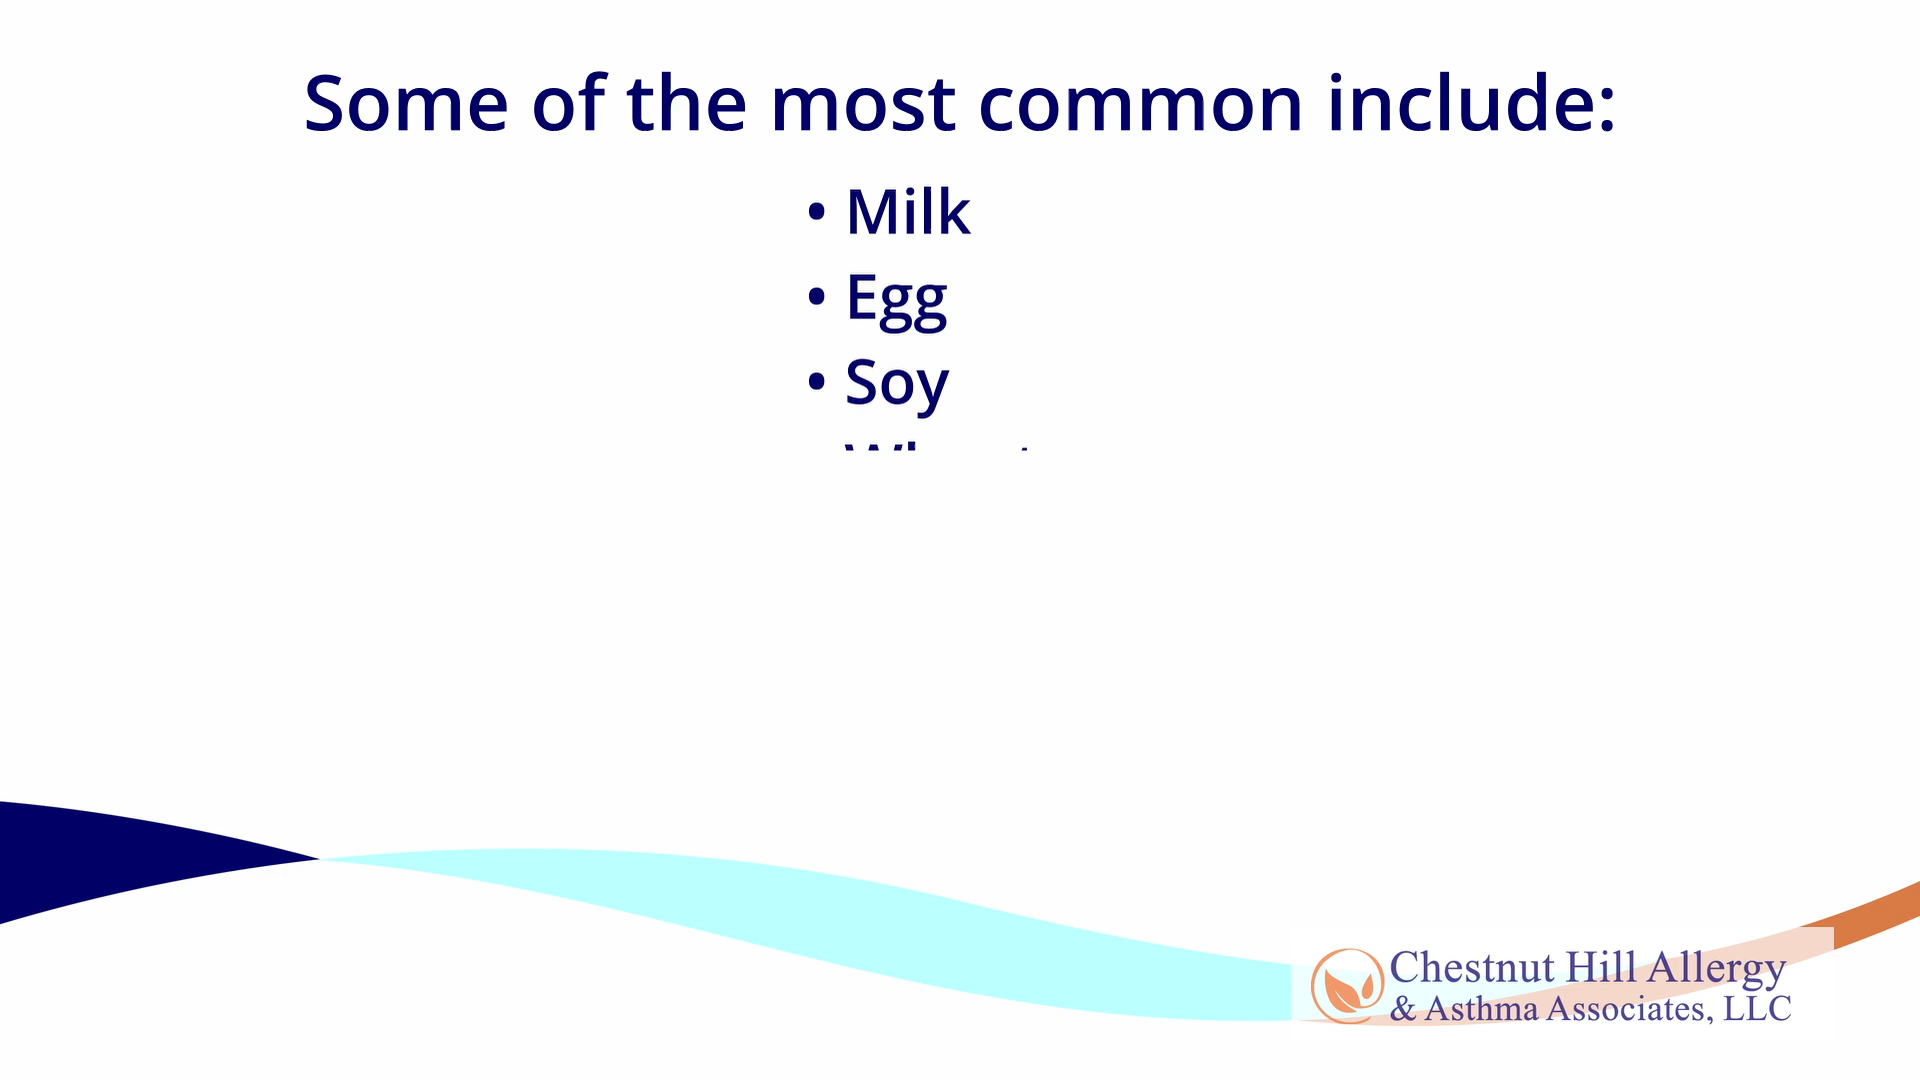 Some of the most common include:
• Milk
• Egg
• Soy
Chestnut Hill Allergy
& Asthma Associates, LLC